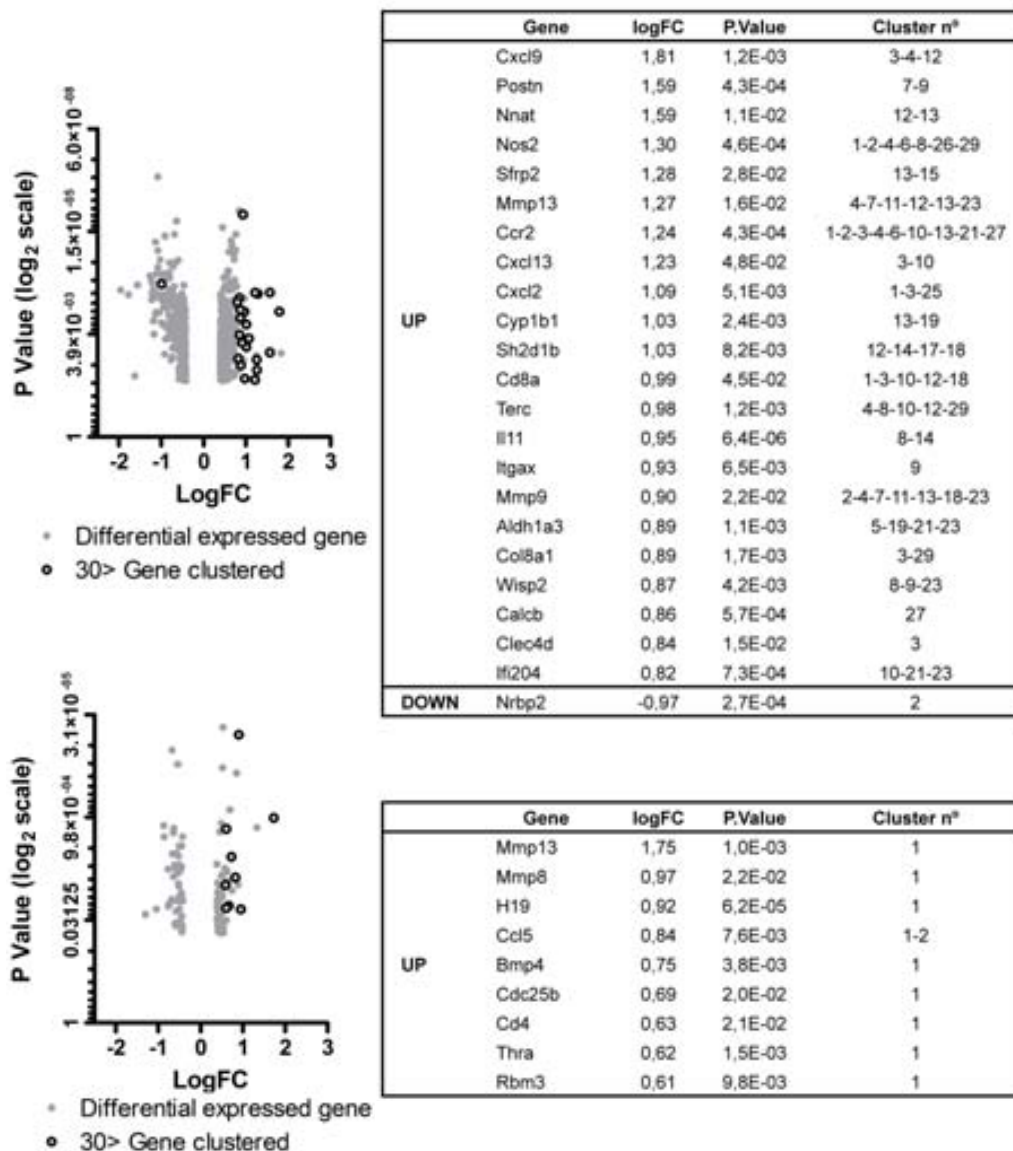 P Value (log2 scale)
6.0×10-08
1.5×10-05
3.9×10-03
1
-2 -1 0 1 2 3
LogFC
Differential expressed gene
30> Gene clustered
Gene logFC P.Value Cluster nº
UP
Cxcl9 1,81 1,2E-03 3-4-12
Postn 1,59 4,3E-04 7-9
Nnat 1,59 1,1E-02 12-13
Nos2 1,30 4,6E-04 1-2-4-6-8-26-29
Sfrp2 1,28 2,8E-02 13-15
Mmp13 1,27 1,6E-02 4-7-11-12-13-23
Ccr2 1,24 4,3E-04 1-2-3-4-6-10-13-21-27
Cxcl13 1,23 4,8E-02 3-10
Cxcl2 1,09 5,1E-03 1-3-25
Cyp1b1 1,03 2,4E-03 13-19
Sh2d1b 1,03 8,2E-03 12-14-17-18
Cd8a 0,99 4,5E-02 1-3-10-12-18
Terc 0,98 1,2E-03 4-8-10-12-29
Il11 0,95 6,4E-06 8-14
Itgax 0,93 6,5E-03 9
Mmp9 0,90 2,2E-02 2-4-7-11-13-18-23
Aldh1a3 0,89 1,1E-03 5-19-21-23
Col8a1 0,89 1,7E-03 3-29
Wisp2 0,87 4,2E-03 8-9-23
Calcb 0,86 5,7E-04 27
Clec4d 0,84 1,5E-02 3
Ifi204 0,82 7,3E-04 10-21-23
DOWN Nrbp2 -0,97 2,7E-04 2
P Value (log2 scale)
3.1×10-05
9.8×10-04
0.03125
1
-2 -1 0 1 2 3
LogFC
Differential expressed gene
30> Gene clustered
Gene logFC P.Value Cluster nº
UP
Mmp13 1,75 1,0E-03 1
Mmp8 0,97 2,2E-02 1
H19 0,92 6,2E-05 1
Ccl5 0,84 7,6E-03 1-2
Bmp4 0,75 3,8E-03 1
Cdc25b 0,69 2,0E-02 1
Cd4 0,63 2,1E-02 1
Thra 0,62 1,5E-03 1
Rbm3 0,61 9,8E-03 1